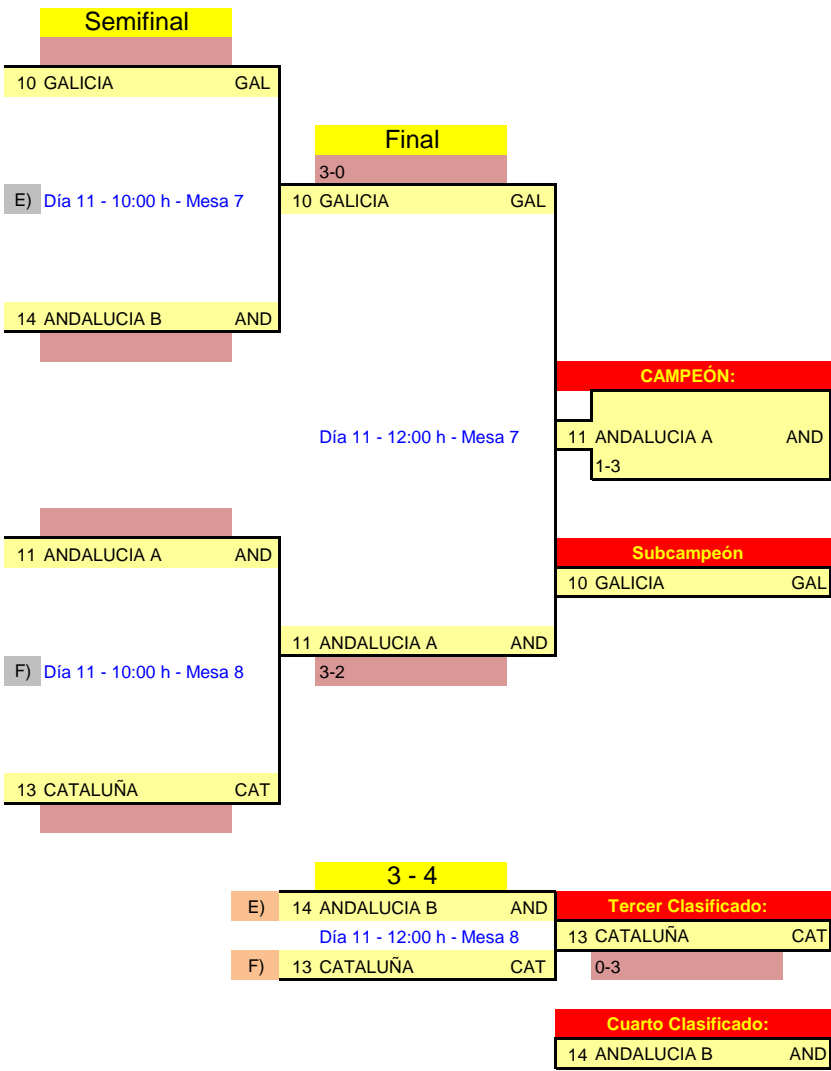 Semifinal
10 GALICIA GAL
Final
3-0
E) Día 11 - 10:00 h - Mesa 7
10 GALICIA GAL
14 ANDALUCIA B AND
CAMPEÓN:
Día 11 - 12:00 h - Mesa 7
11 ANDALUCIA A AND
1-3
11 ANDALUCIA A AND
Subcampeón
10 GALICIA GAL
11 ANDALUCIA A AND
F) Día 11 - 10:00 h - Mesa 8
3-2
13 CATALUÑA CAT
3 - 4
E) 14 ANDALUCIA B AND
Tercer Clasificado:
Día 11 - 12:00 h - Mesa 8
13 CATALUÑA CAT
F) 13 CATALUÑA CAT
0-3
Cuarto Clasificado:
14 ANDALUCIA B AND